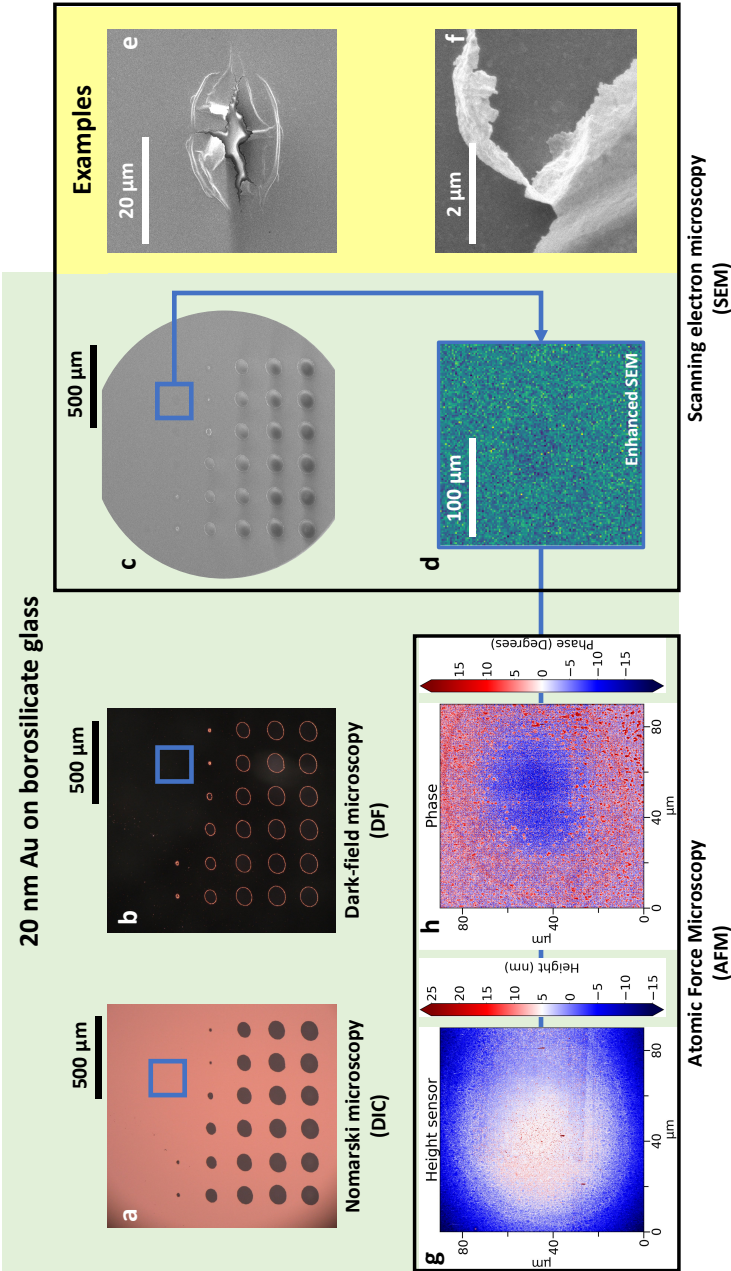 20 nm Au on borosilicate glass
500 µm
a
Nomarski microscopy
(DIC)
500 µm
b
Dark-field microscopy
(DF)
500 µm
c
Examples
20 µm
e
2 µm
f
100 µm
Enhanced SEM
d
Scanning electron microscopy
(SEM)
Height sensor
80
40
0
µm
0
40
80
µm
g
Height (nm)
25
20
15
10
5
0
−5
−10
−15
Phase
80
40
0
µm
0
40
80
µm
h
Phase (Degrees)
15
10
5
0
−5
−10
−15
Atomic Force Microscopy
(AFM)